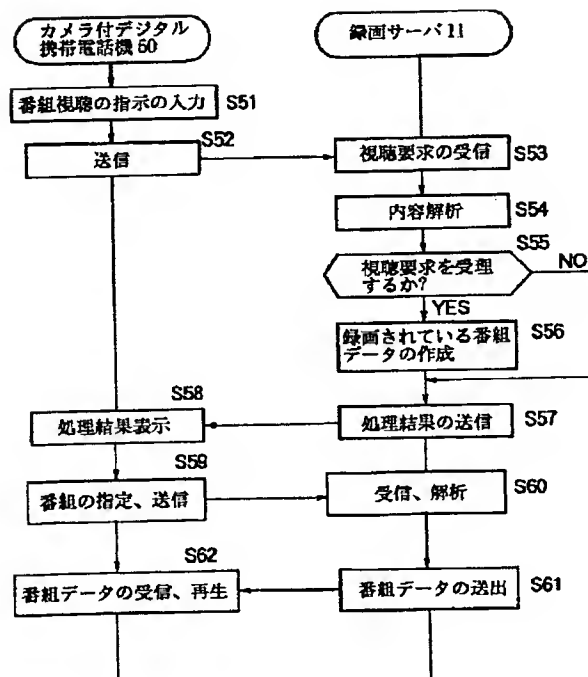 カメラ付デジタル
携帯電話機60
録画サーバ11
番組視聴の指示の入力
S51
S52
送信
視聴要求の受信
S53
内容解析
S54
S55
視聴要求を受理
するか?
NO
YES
録画されている番組
データの作成
S56
S58
処理結果表示
処理結果の送信
S57
S59
番組の指定、送信
受信、解析
S60
S62
番組データの受信、再生
番組データの送出
S61